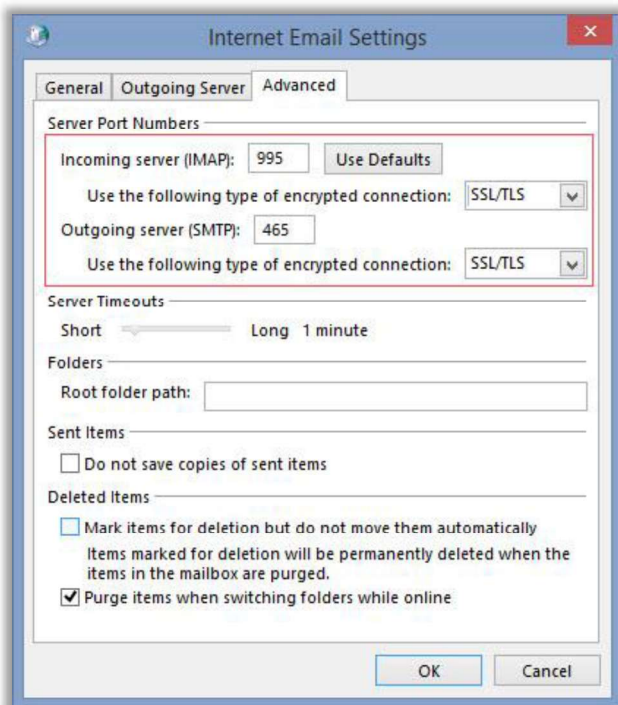 Internet Email Settings
General Outgoing Server Advanced
Server Port Numbers
Incoming server (IMAP): 995 Use Defaults
Use the following type of encrypted connection: SSL/TLS
Outgoing server (SMTP): 465
Use the following type of encrypted connection: SSL/TLS
Server Timeouts
Short Long 1 minute
Folders
Root folder path:
Sent Items
Do not save copies of sent items
Deleted Items
Mark items for deletion but do not move them automatically
Items marked for deletion will be permanently deleted when the
items in the mailbox are purged.
Purge items when switching folders while online
OK Cancel